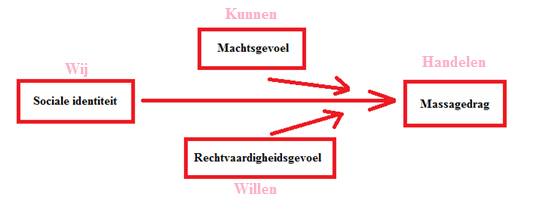 Kunnen
Machtsgevoel
Handelen
Wij
Sociale identiteit
Massagedrag
Rechtvaardigheidsgevoel
Willen